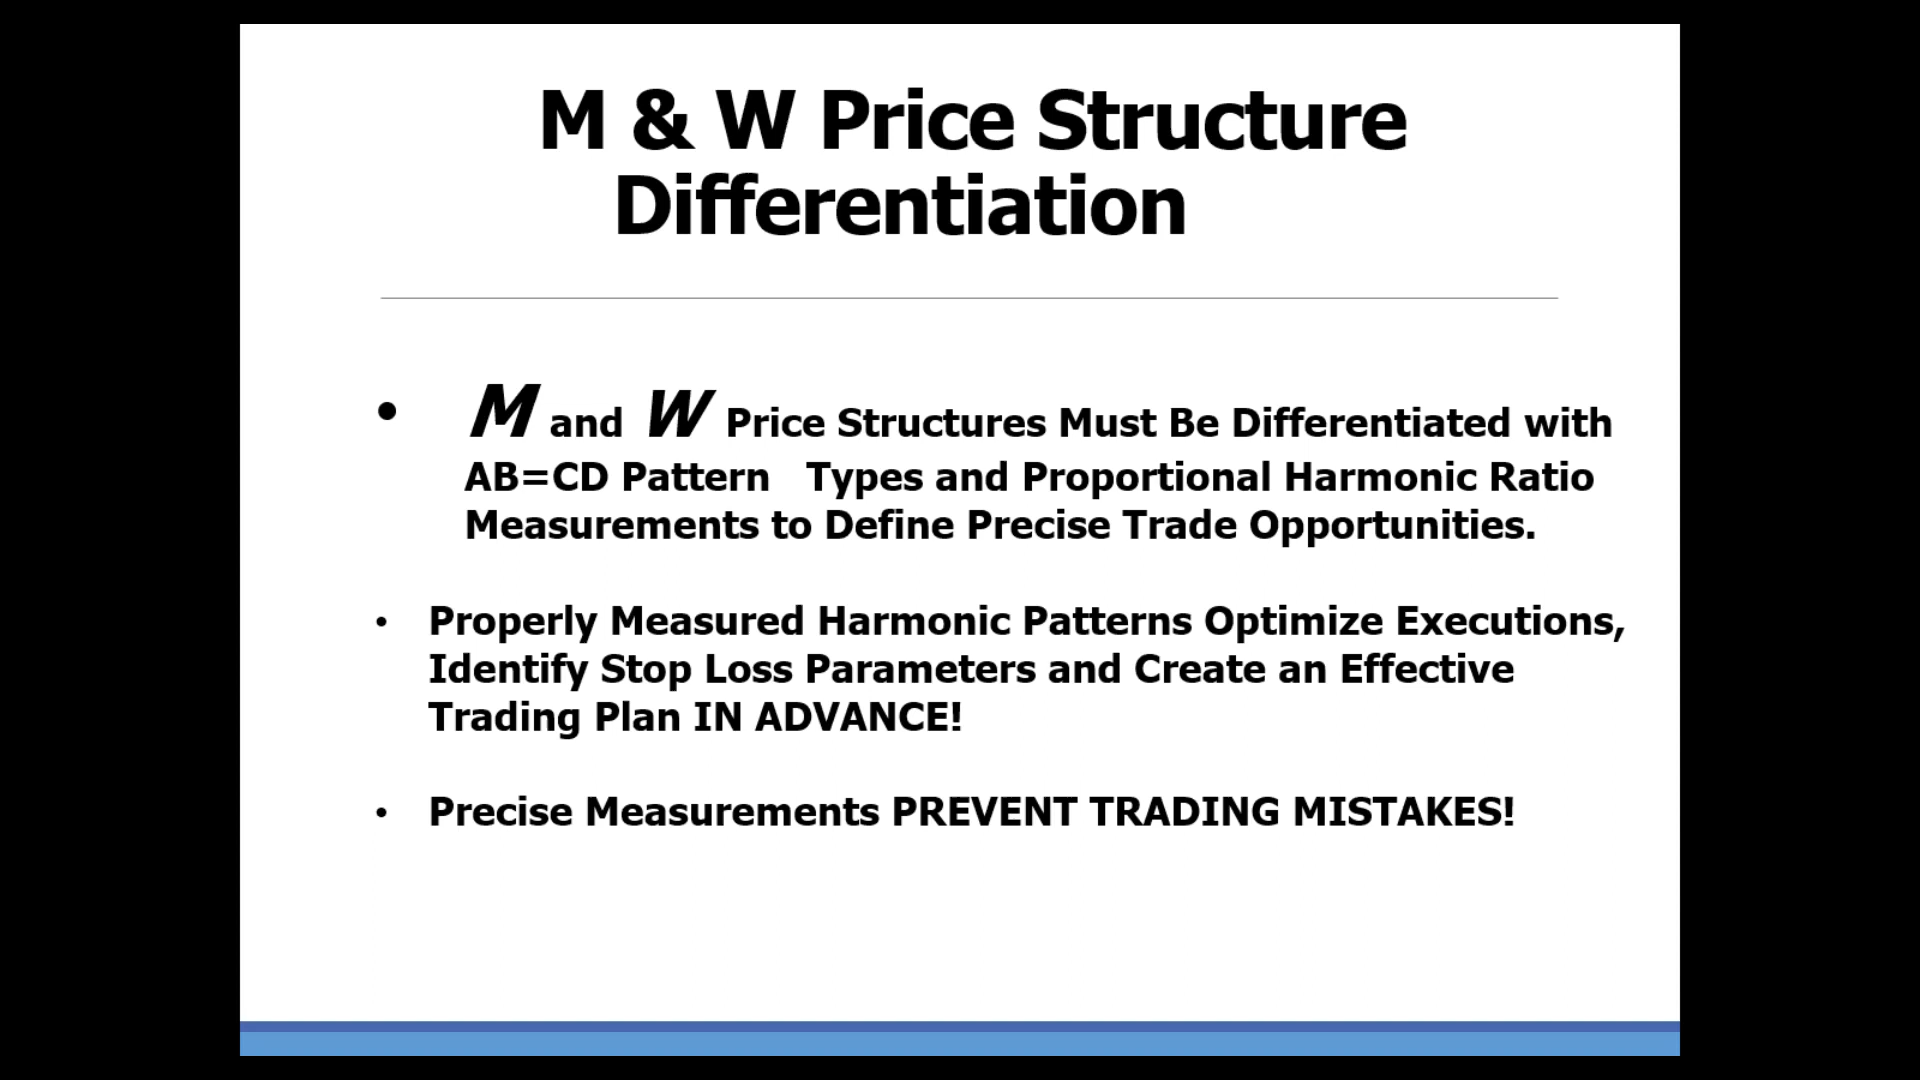 M & W Price Structure
Differentiation
• M and W Price Structures Must Be Differentiated with
AB=CD Pattern   Types and Proportional Harmonic Ratio
Measurements to Define Precise Trade Opportunities.
• Properly Measured Harmonic Patterns Optimize Executions,
Identify Stop Loss Parameters and Create an Effective
Trading Plan IN ADVANCE!
• Precise Measurements PREVENT TRADING MISTAKES!